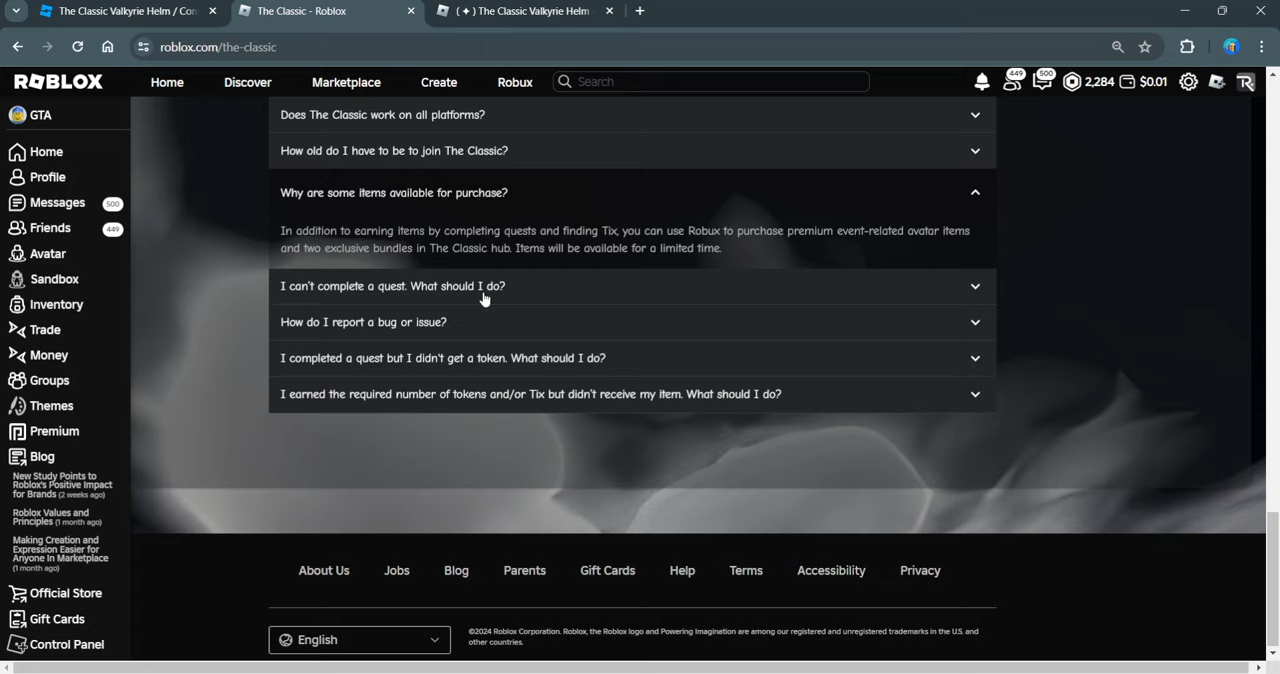 The Classic Valkyrie Helm / Con
The Classic - Roblox
( ✦ ) The Classic Valkyrie Helm
roblox.com/the-classic
ROBLOX
Home
Discover
Marketplace
Create
Robux
Search
449
500
2,284
$0.01
GTA
Home
Profile
Messages 500
Friends 449
Avatar
Sandbox
Inventory
Trade
Money
Groups
Themes
Premium
Blog
New Study Points to
Roblox's Positive Impact
for Brands (2 weeks ago)
Roblox Values and
Principles (1 month ago)
Making Creation and
Expression Easier for
Anyone In Marketplace
(1 month ago)
Official Store
Gift Cards
Control Panel
Does The Classic work on all platforms?
How old do I have to be to join The Classic?
Why are some items available for purchase?
In addition to earning items by completing quests and finding Tix, you can use Robux to purchase premium event-related avatar items
and two exclusive bundles in The Classic hub. Items will be available for a limited time.
I can't complete a quest. What should I do?
How do I report a bug or issue?
I completed a quest but I didn't get a token. What should I do?
I earned the required number of tokens and/or Tix but didn't receive my item. What should I do?
About Us
Jobs
Blog
Parents
Gift Cards
Help
Terms
Accessibility
Privacy
English
©2024 Roblox Corporation. Roblox, the Roblox logo and Powering Imagination are among our registered and unregistered trademarks in the U.S. and
other countries.